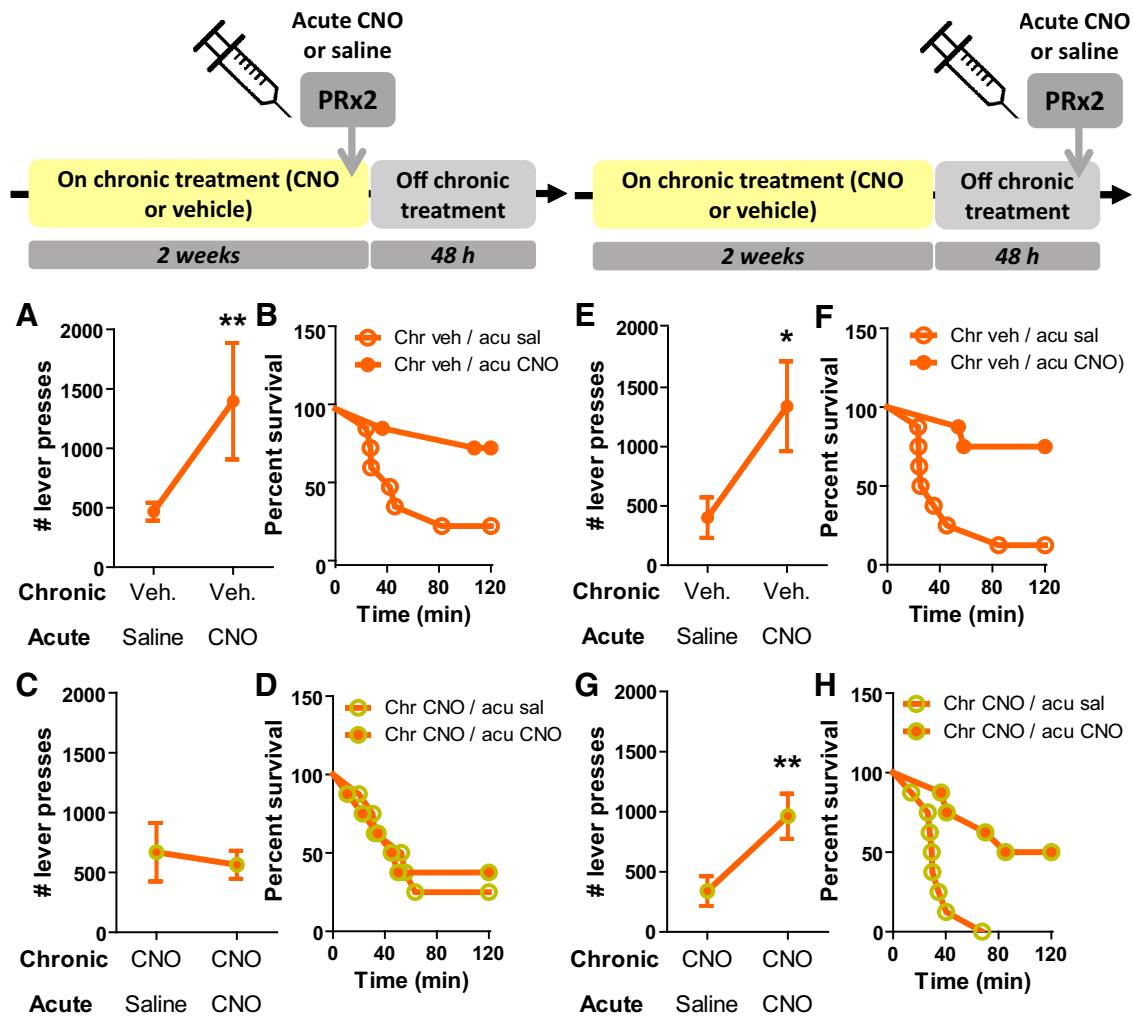 Acute CNO
or saline
PRx2
On chronic treatment (CNO
or vehicle)
Off chronic
treatment
2 weeks
48 h
Acute CNO
or saline
PRx2
On chronic treatment (CNO
or vehicle)
Off chronic
treatment
2 weeks
48 h
A
# lever presses
2000
1500
1000
500
0
**
Chronic Veh. Veh.
Acute Saline CNO
B
Percent survival
150
100
50
0
Chr veh / acu sal
Chr veh / acu CNO
0 40 80 120
Time (min)
E
# lever presses
2000
1500
1000
500
0
*
Chronic Veh. Veh.
Acute Saline CNO
F
Percent survival
150
100
50
0
Chr veh / acu sal
Chr veh / acu CNO)
0 40 80 120
Time (min)
C
# lever presses
2000
1500
1000
500
0
Chronic CNO CNO
Acute Saline CNO
D
Percent survival
150
100
50
0
Chr CNO / acu sal
Chr CNO / acu CNO
0 40 80 120
Time (min)
G
# lever presses
2000
1500
1000
500
0
**
Chronic CNO CNO
Acute Saline CNO
H
Percent survival
150
100
50
0
Chr CNO / acu sal
Chr CNO / acu CNO
0 40 80 120
Time (min)